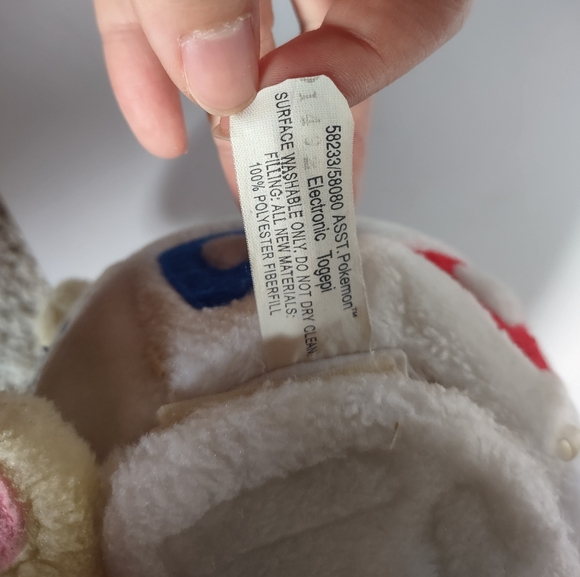 58233/58080 ASST.Pokemon™
Electronic Togepi
SURFACE WASHABLE ONLY. DO NOT DRY CLEAN.
FILLING: ALL NEW MATERIALS:
100% POLYESTER FIBERFILL